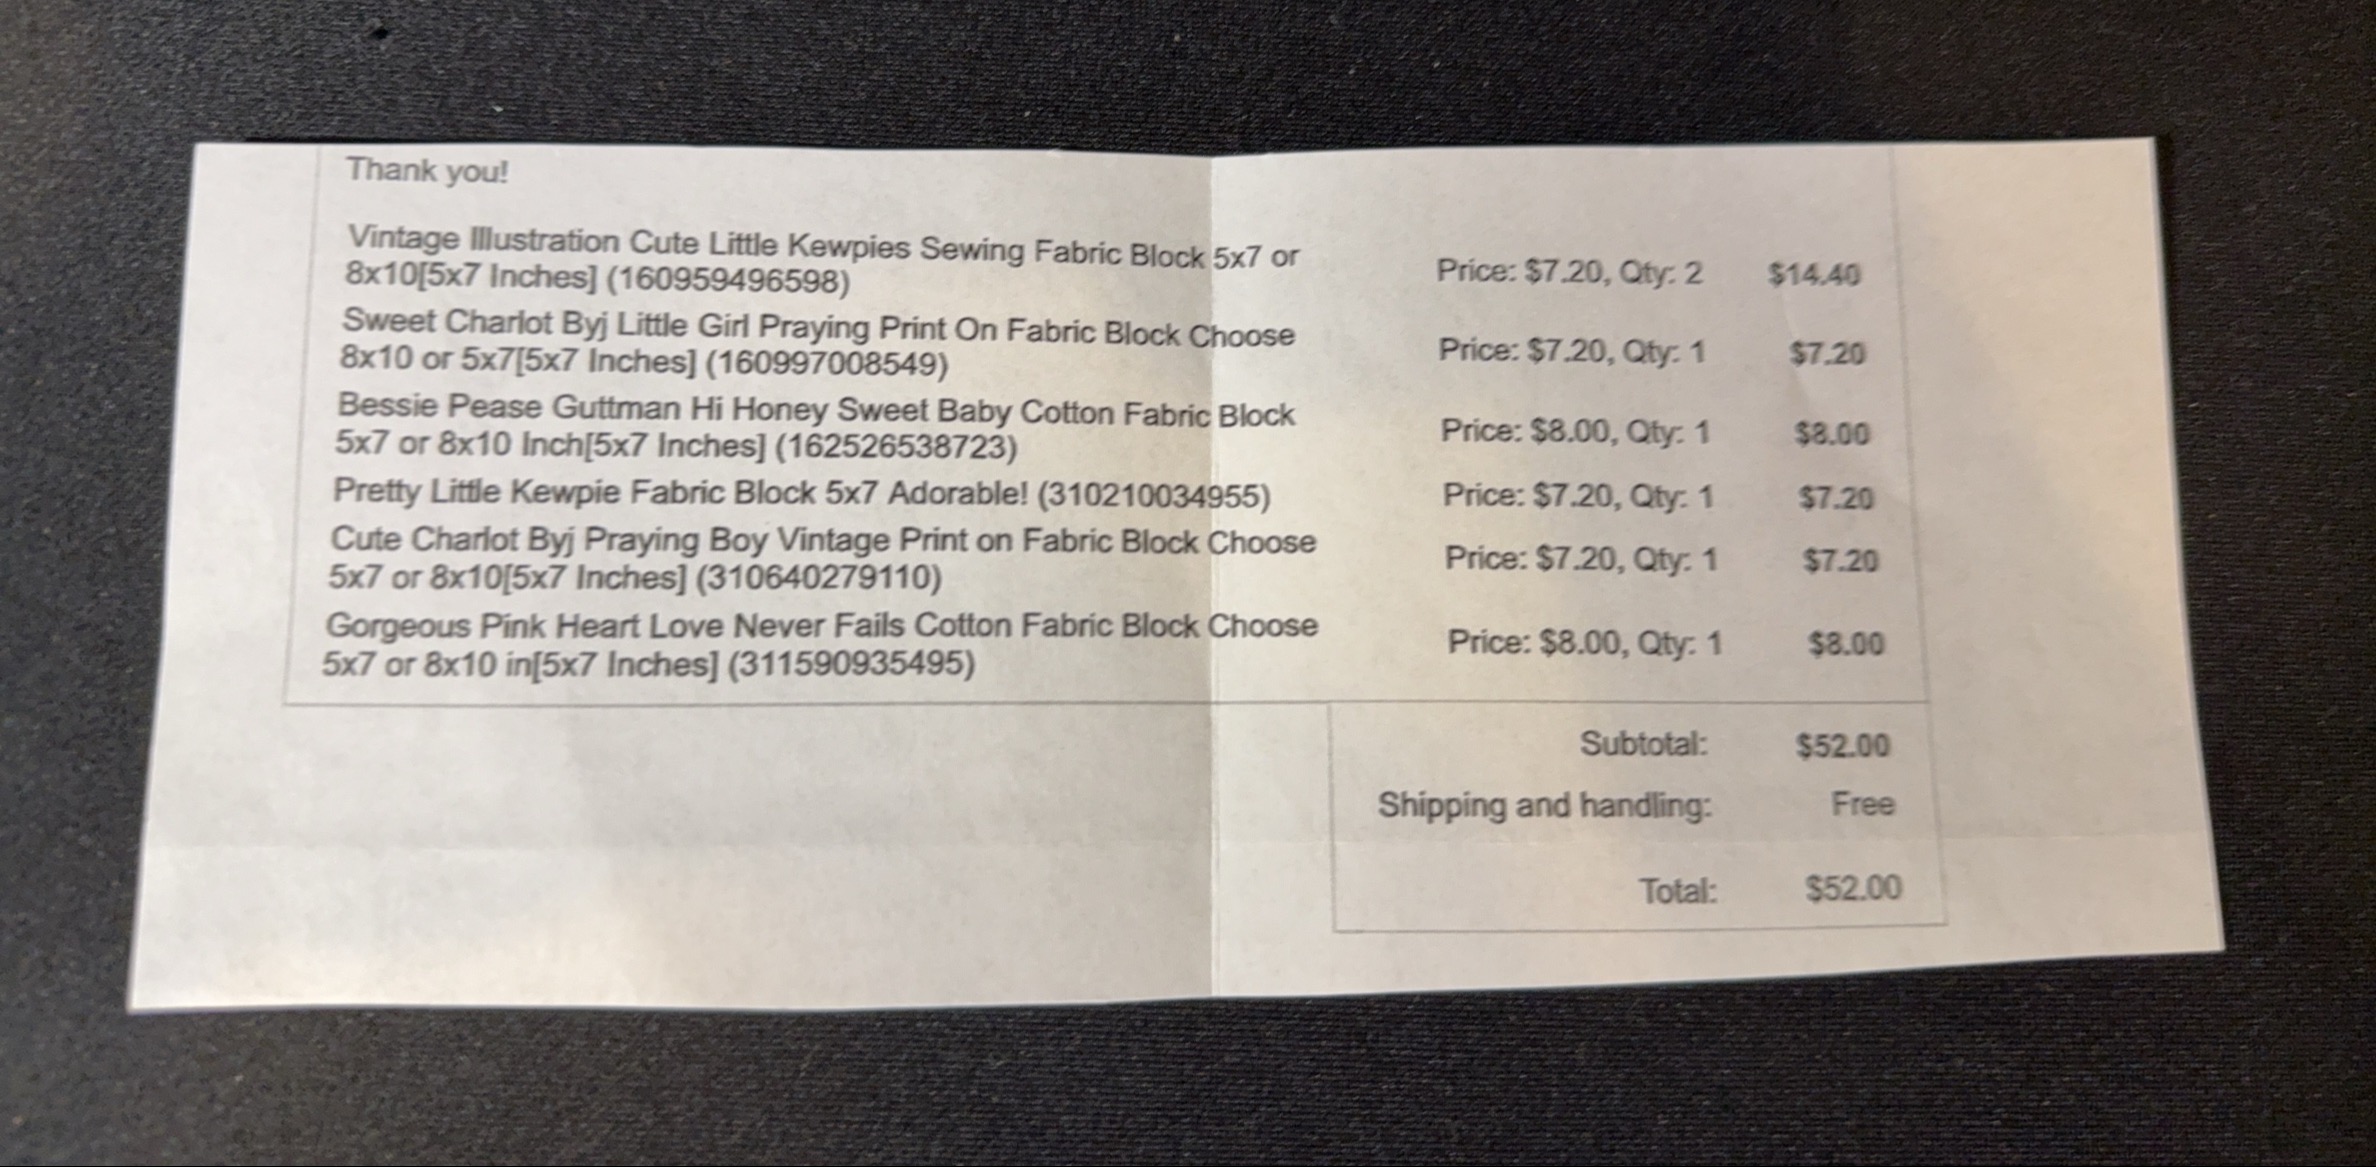 Thank you!
Vintage Illustration Cute Little Kewpies Sewing Fabric Block 5x7 or
8x10[5x7 Inches] (160959496598)
Price: $7.20, Qty: 2 $14.40
Sweet Charlot Byj Little Girl Praying Print On Fabric Block Choose
8x10 or 5x7[5x7 Inches] (160997008549)
Price: $7.20, Qty: 1 $7.20
Bessie Pease Guttman Hi Honey Sweet Baby Cotton Fabric Block
5x7 or 8x10 Inch[5x7 Inches] (162526538723)
Price: $8.00, Qty: 1 $8.00
Pretty Little Kewpie Fabric Block 5x7 Adorable! (310210034955) Price: $7.20, Qty: 1 $7.20
Cute Charlot Byj Praying Boy Vintage Print on Fabric Block Choose
5x7 or 8x10[5x7 Inches] (310640279110)
Price: $7.20, Qty: 1 $7.20
Gorgeous Pink Heart Love Never Fails Cotton Fabric Block Choose
5x7 or 8x10 in[5x7 Inches] (311590935495)
Price: $8.00, Qty: 1 $8.00
Subtotal: $52.00
Shipping and handling: Free
Total: $52.00